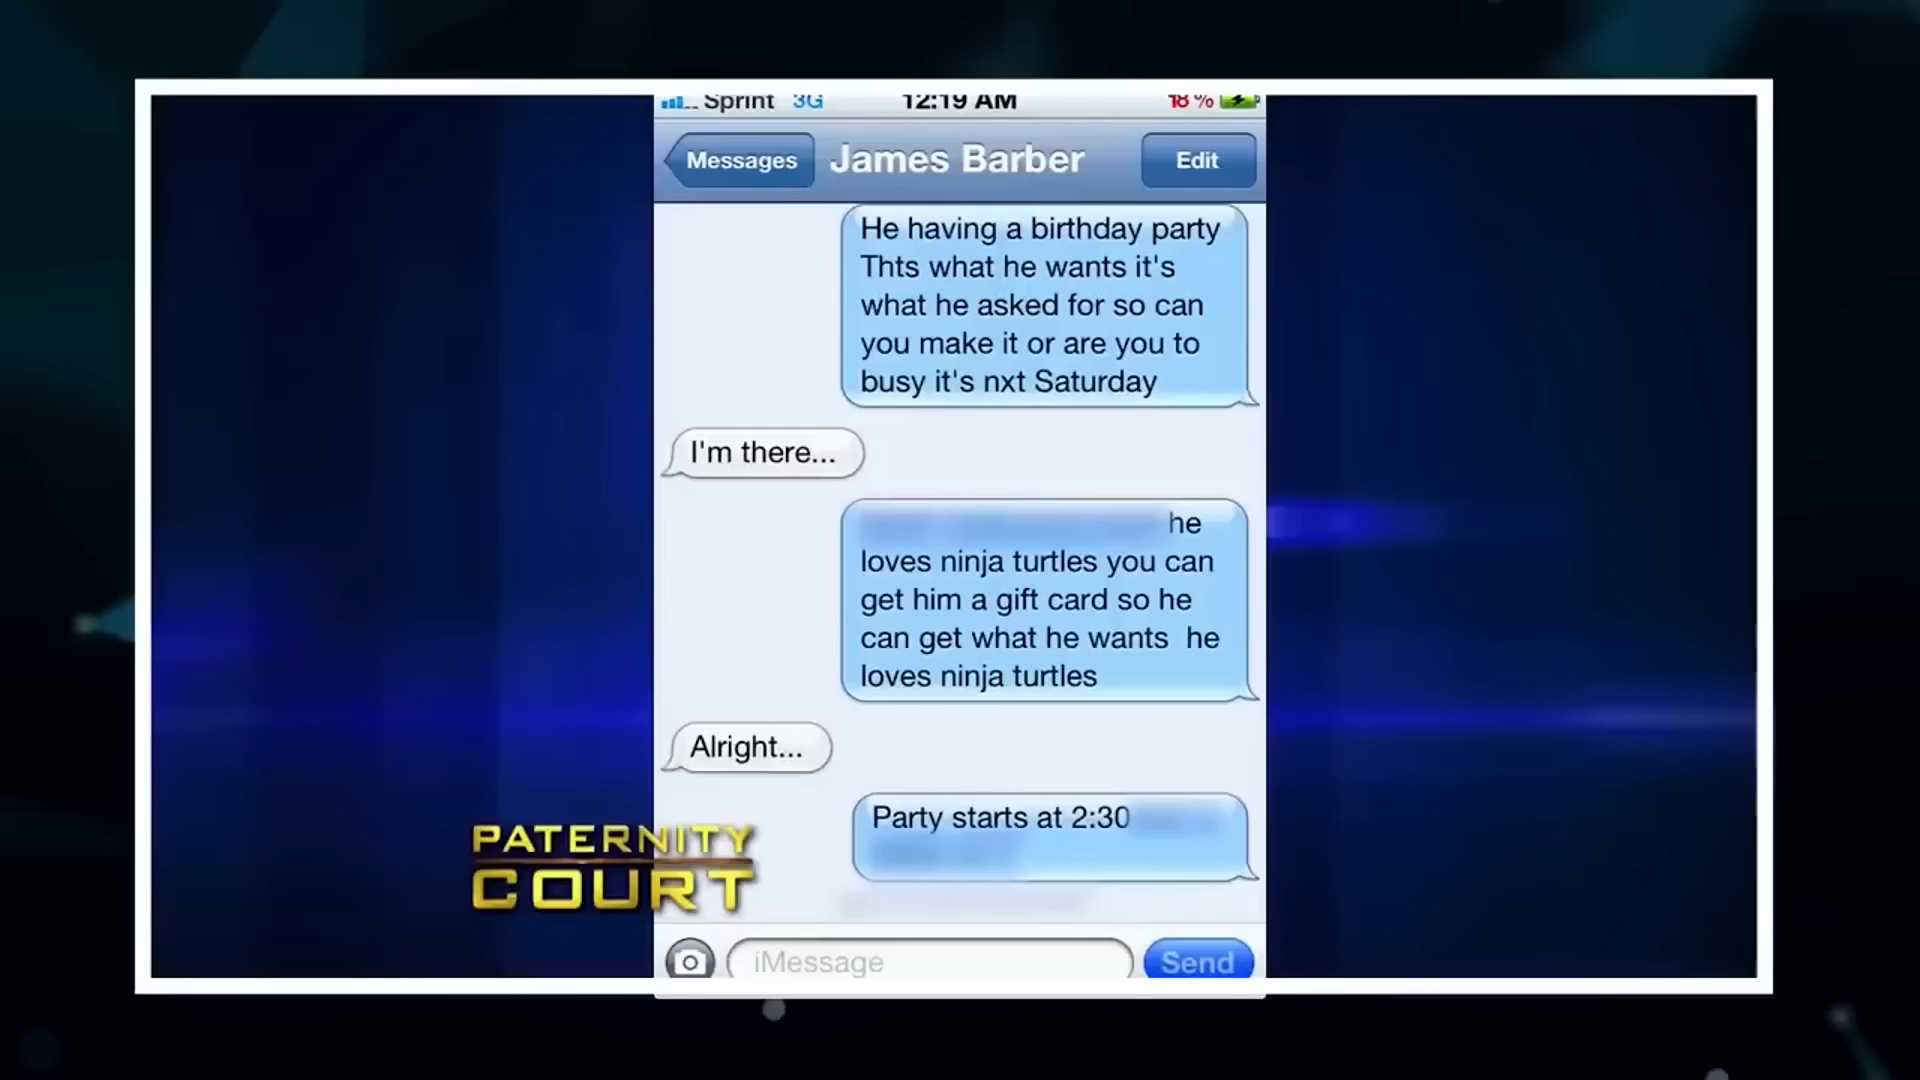 Sprint 3G 12:19 AM 18%
Messages James Barber Edit
He having a birthday party
Thts what he wants it's
what he asked for so can
you make it or are you to
busy it's nxt Saturday
I'm there...
he
loves ninja turtles you can
get him a gift card so he
can get what he wants he
loves ninja turtles
Alright...
Party starts at 2:30
PATERNITY
COURT
iMessage Send